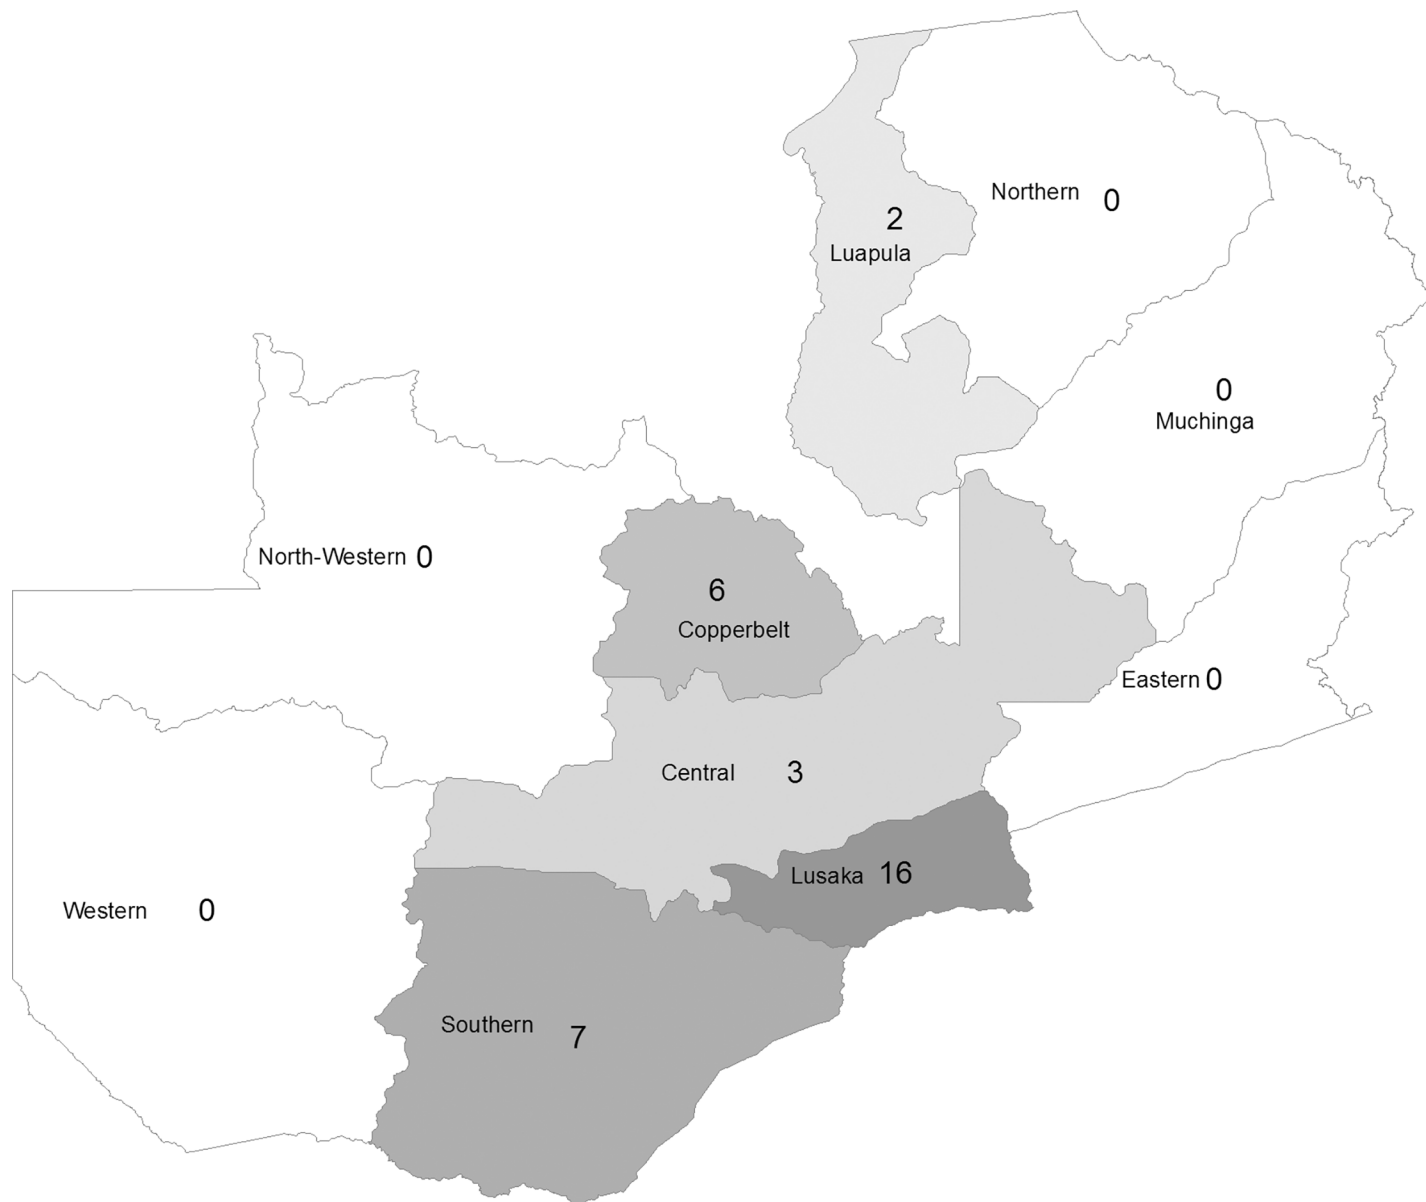 Northern 0
2
Luapula
0
Muchinga
North-Western 0
6
Copperbelt
Eastern 0
Central 3
Lusaka 16
Western 0
Southern 7